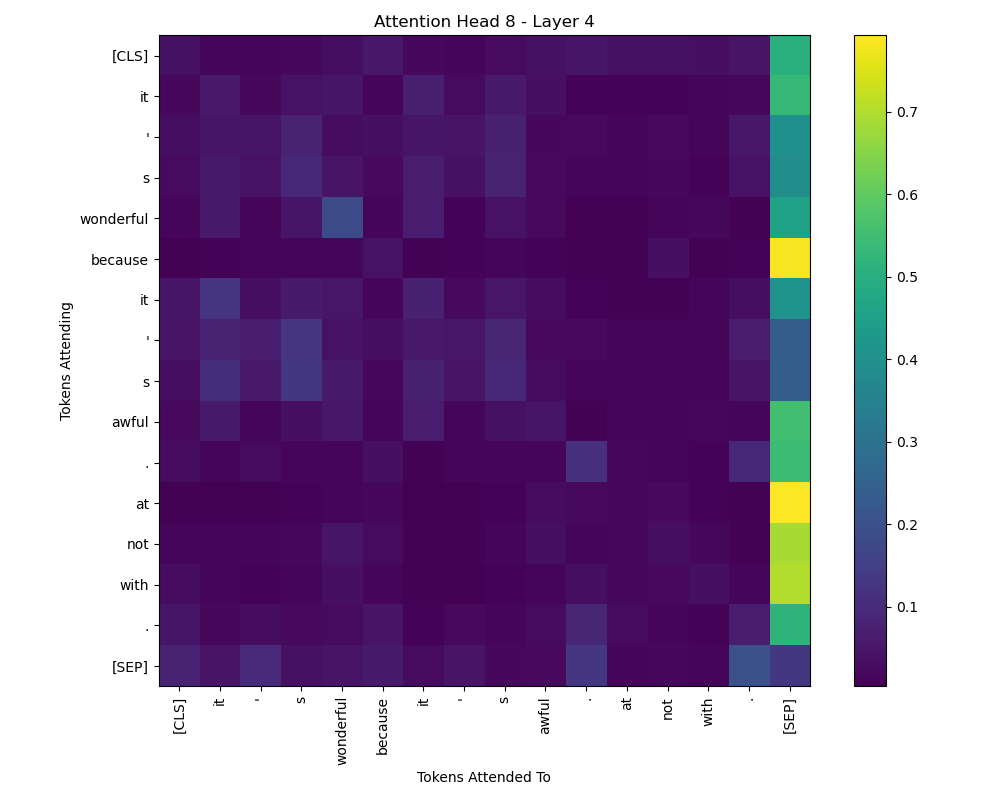 Attention Head 8 - Layer 4
Tokens Attending
[CLS]
it
'
s
wonderful
because
it
'
s
awful
.
at
not
with
.
[SEP]
[CLS] it ' s wonderful because it ' s awful . at not with . [SEP]
Tokens Attended To
0.7
0.6
0.5
0.4
0.3
0.2
0.1